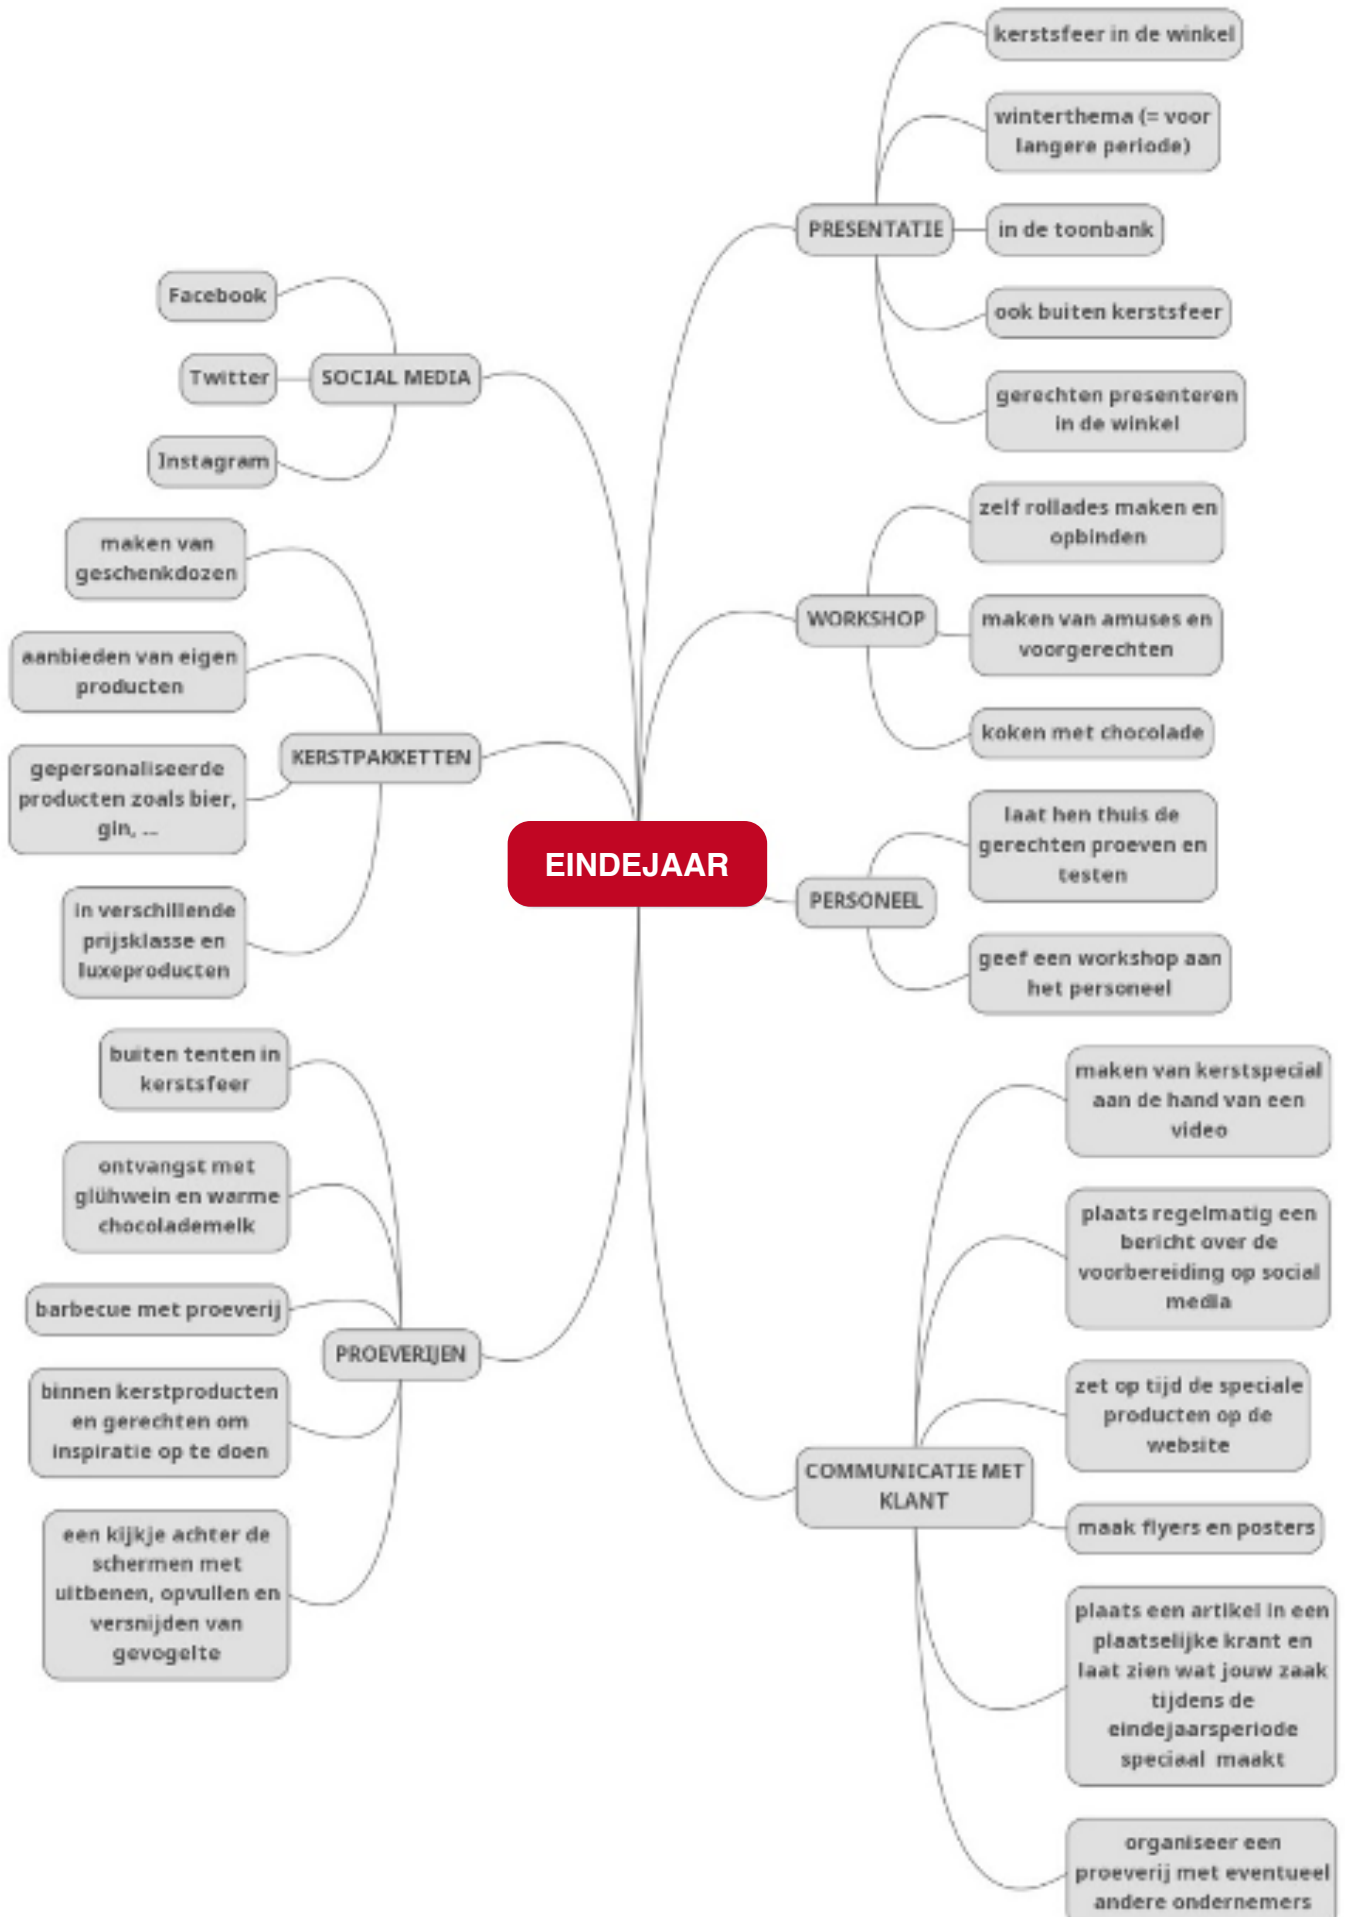 kerstsfeer in de winkel
winterthema (= voor
langere periode)
PRESENTATIE
in de toonbank
ook buiten kerstsfeer
gerechten presenteren
in de winkel
Facebook
Twitter
SOCIAL MEDIA
Instagram
zelf rollades maken en
opbinden
WORKSHOP
maken van amuses en
voorgerechten
koken met chocolade
maken van
geschenkdozen
aanbieden van eigen
producten
KERSTPAKKETTEN
gepersonaliseerde
producten zoals bier,
gin, ...
in verschillende
prijsklasse en
luxeproducten
EINDEJAAR
laat hen thuis de
gerechten proeven en
testen
PERSONEEL
geef een workshop aan
het personeel
buiten tenten in
kerstsfeer
ontvangst met
glühwein en warme
chocolademelk
barbecue met proeverij
PROEVERIJEN
binnen kerstproducten
en gerechten om
inspiratie op te doen
een kijkje achter de
schermen met
uitbenen, opvullen en
versnijden van
gevogelte
maken van kerstspecial
aan de hand van een
video
plaats regelmatig een
bericht over de
voorbereiding op social
media
zet op tijd de speciale
producten op de
website
COMMUNICATIE MET
KLANT
maak flyers en posters
plaats een artikel in een
plaatselijke krant en
laat zien wat jouw zaak
tijdens de
eindejaarsperiode
speciaal maakt
organiseer een
proeverij met eventueel
andere ondernemers